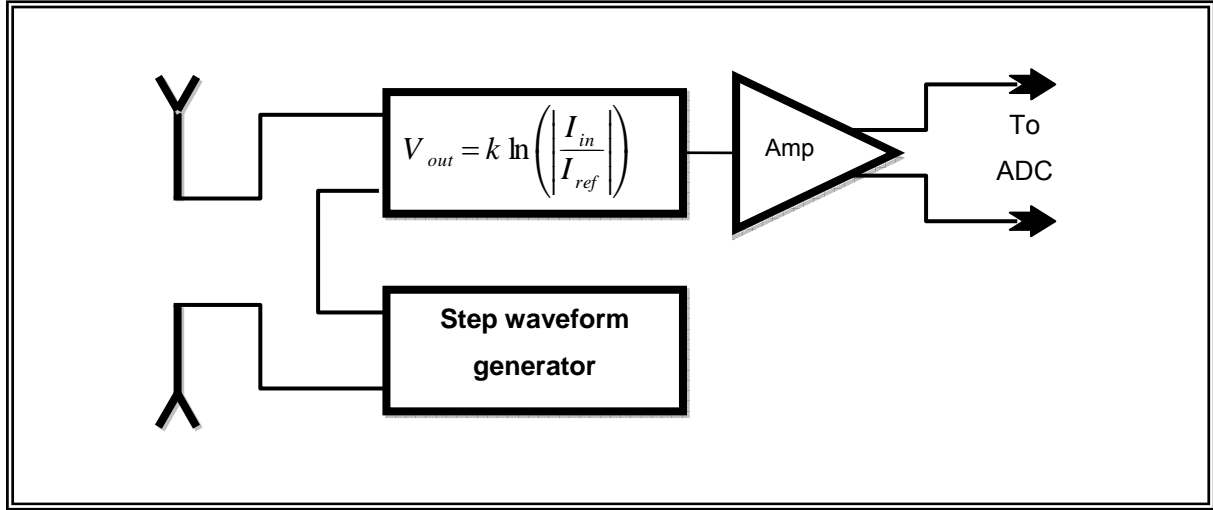 V_out = k ln(|I_in / I_ref|)
Amp
To
ADC
Step waveform
generator